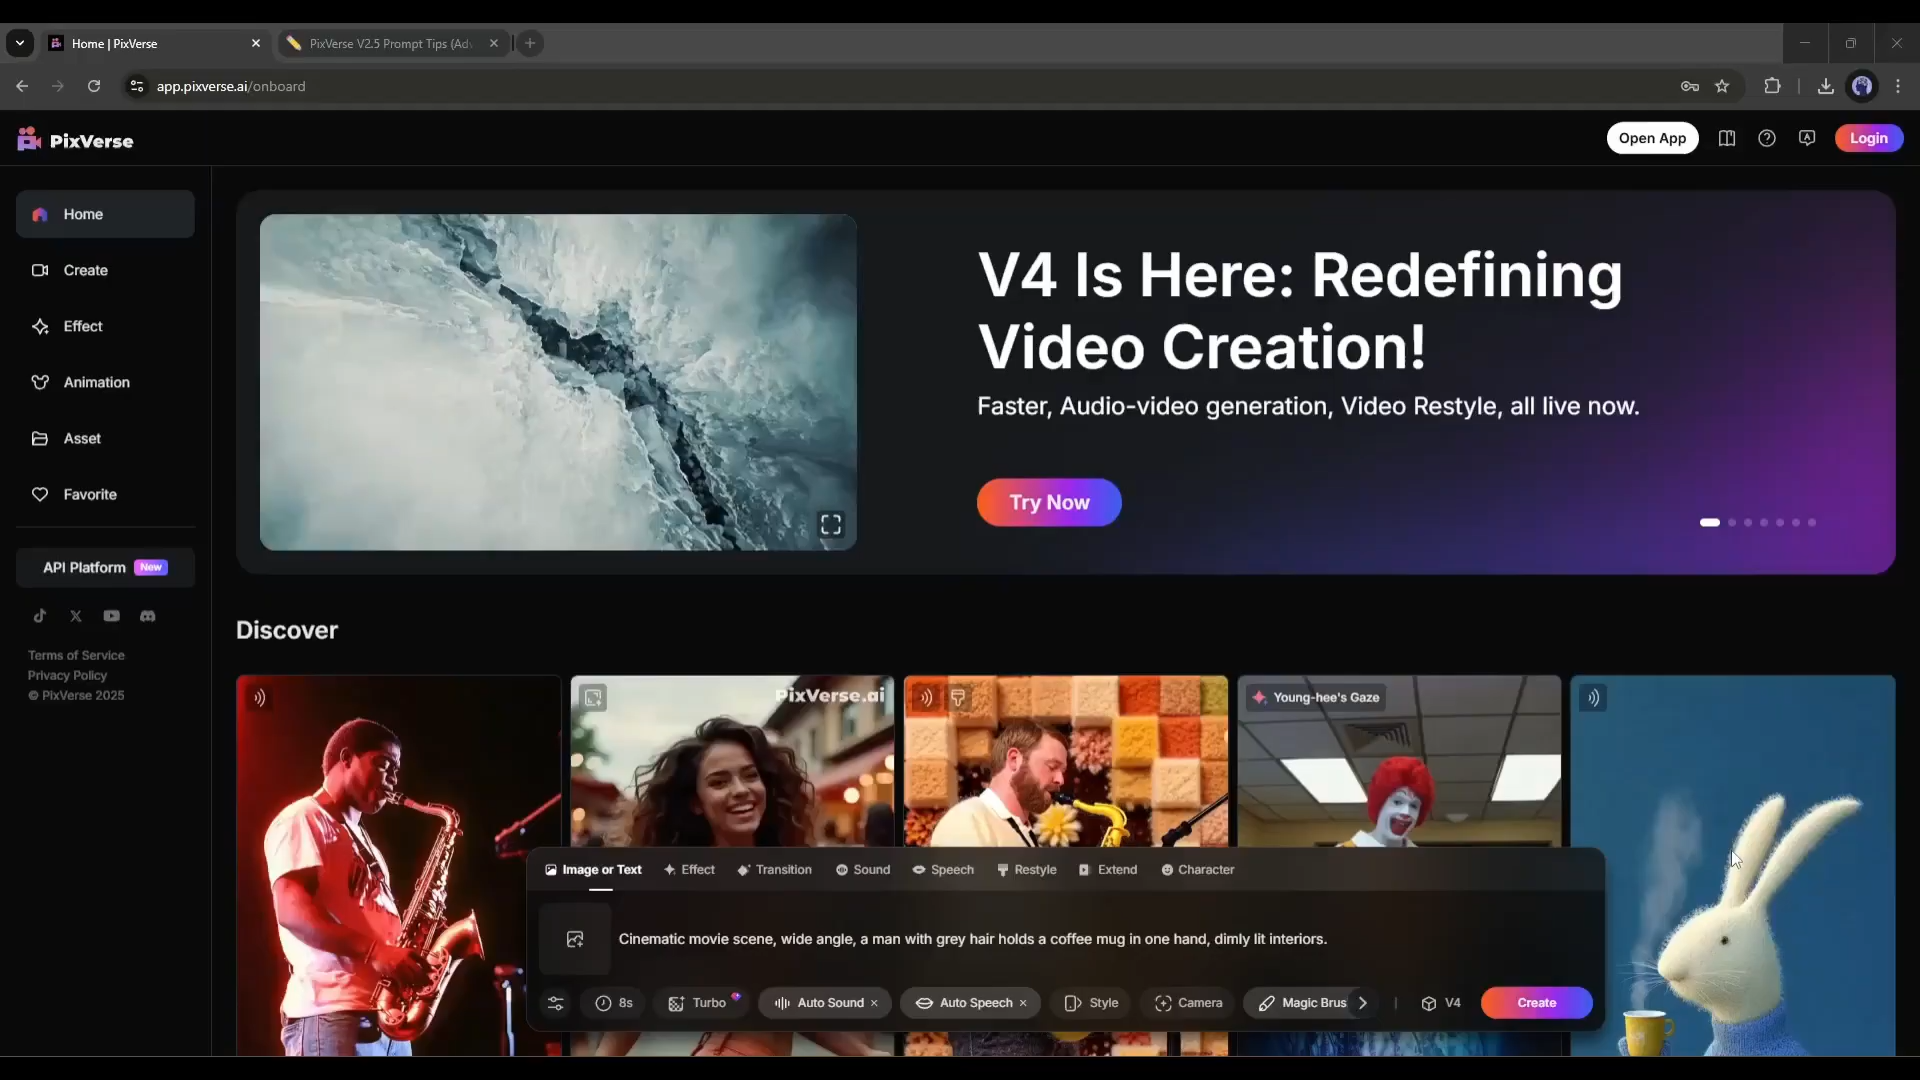 Home | PixVerse
PixVerse V2.5 Prompt Tips (Adv
app.pixverse.ai/onboard
PixVerse
Open App
Login
Home
Create
Effect
Animation
Asset
Favorite
API Platform New
Terms of Service
Privacy Policy
© PixVerse 2025
V4 Is Here: Redefining
Video Creation!
Faster, Audio-video generation, Video Restyle, all live now.
Try Now
Discover
PixVerse.ai
Young-hee's Gaze
Image or Text
Effect
Transition
Sound
Speech
Restyle
Extend
Character
Cinematic movie scene, wide angle, a man with grey hair holds a coffee mug in one hand, dimly lit interiors.
8s
Turbo
Auto Sound
Auto Speech
Style
Camera
Magic Brus
V4
Create